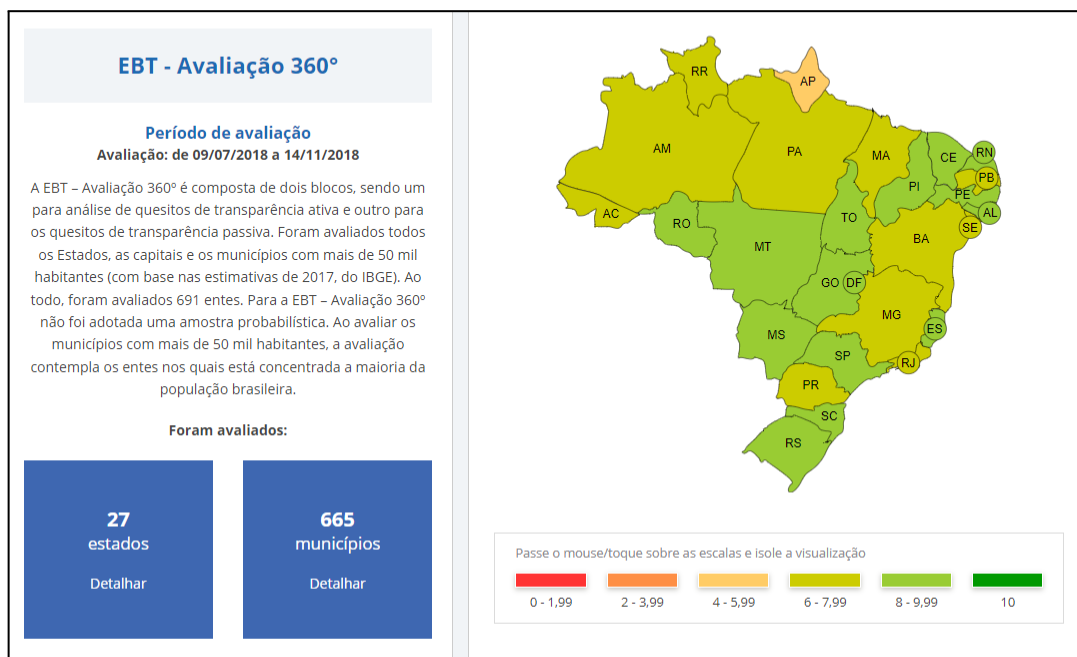 EBT - Avaliação 360°
Período de avaliação
Avaliação: de 09/07/2018 a 14/11/2018
A EBT – Avaliação 360º é composta de dois blocos, sendo um
para análise de quesitos de transparência ativa e outro para
os quesitos de transparência passiva. Foram avaliados todos
os Estados, as capitais e os municípios com mais de 50 mil
habitantes (com base nas estimativas de 2017, do IBGE). Ao
todo, foram avaliados 691 entes. Para a EBT – Avaliação 360º
não foi adotada uma amostra probabilística. Ao avaliar os
municípios com mais de 50 mil habitantes, a avaliação
contempla os entes nos quais está concentrada a maioria da
população brasileira.
Foram avaliados:
27
estados
Detalhar
665
municípios
Detalhar
RR
AP
AM
PA
MA
CE
RN
PI
PB
PE
AC
RO
TO
AL
SE
MT
BA
GO
DF
MG
MS
ES
SP
RJ
PR
SC
RS
Passe o mouse/toque sobre as escalas e isole a visualização
0 - 1,99
2 - 3,99
4 - 5,99
6 - 7,99
8 - 9,99
10